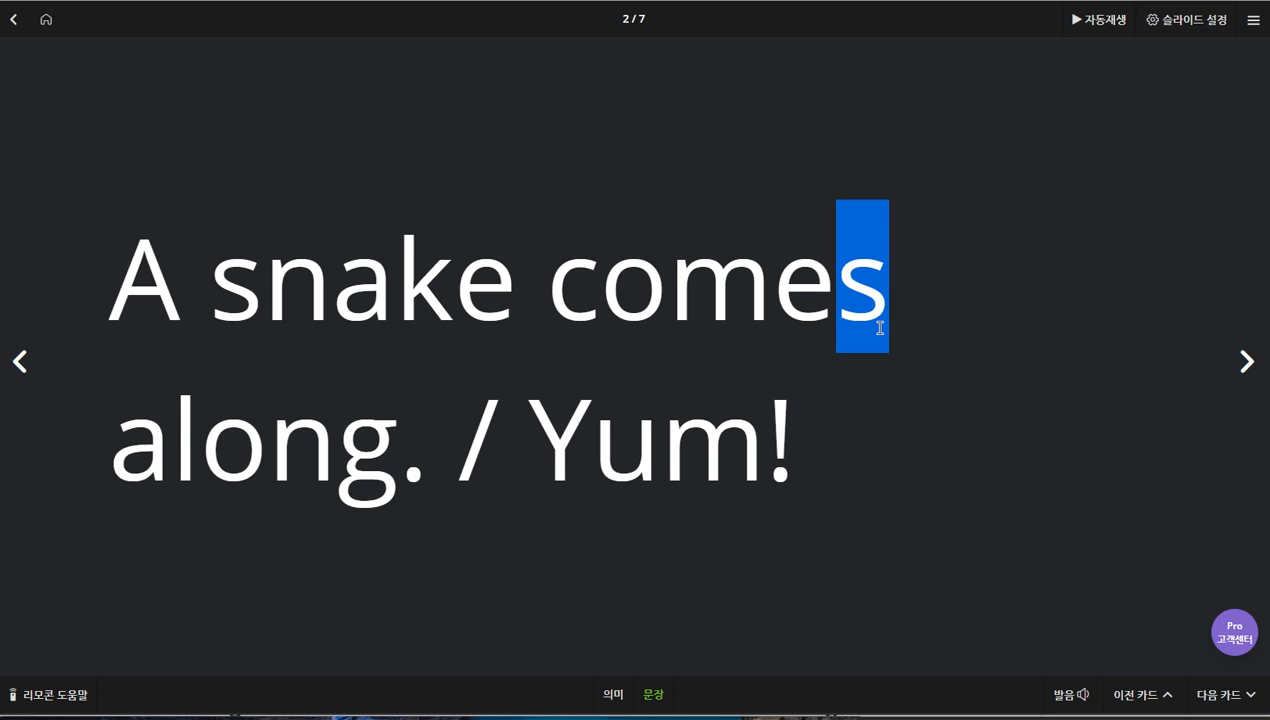 2 / 7
자동재생
슬라이드 설정
A snake comes
along. / Yum!
Pro
고객센터
리모콘 도움말
의미
문장
발음
이전 카드
다음 카드